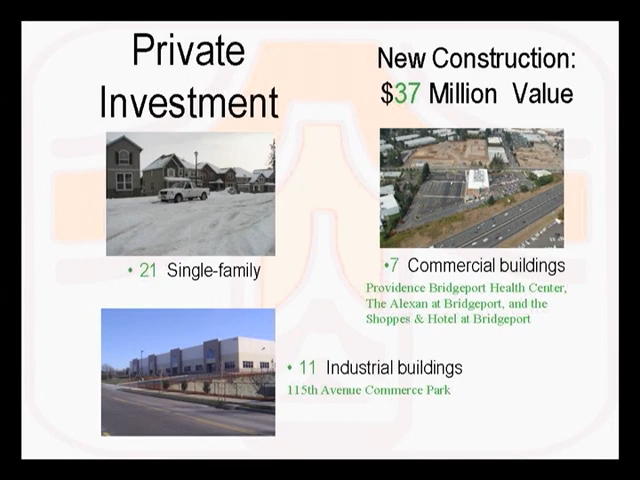 Private
Investment
New Construction:
$37 Million Value
• 21 Single-family
•7 Commercial buildings
Providence Bridgeport Health Center,
The Alexan at Bridgeport, and the
Shoppes & Hotel at Bridgeport
• 11 Industrial buildings
115th Avenue Commerce Park